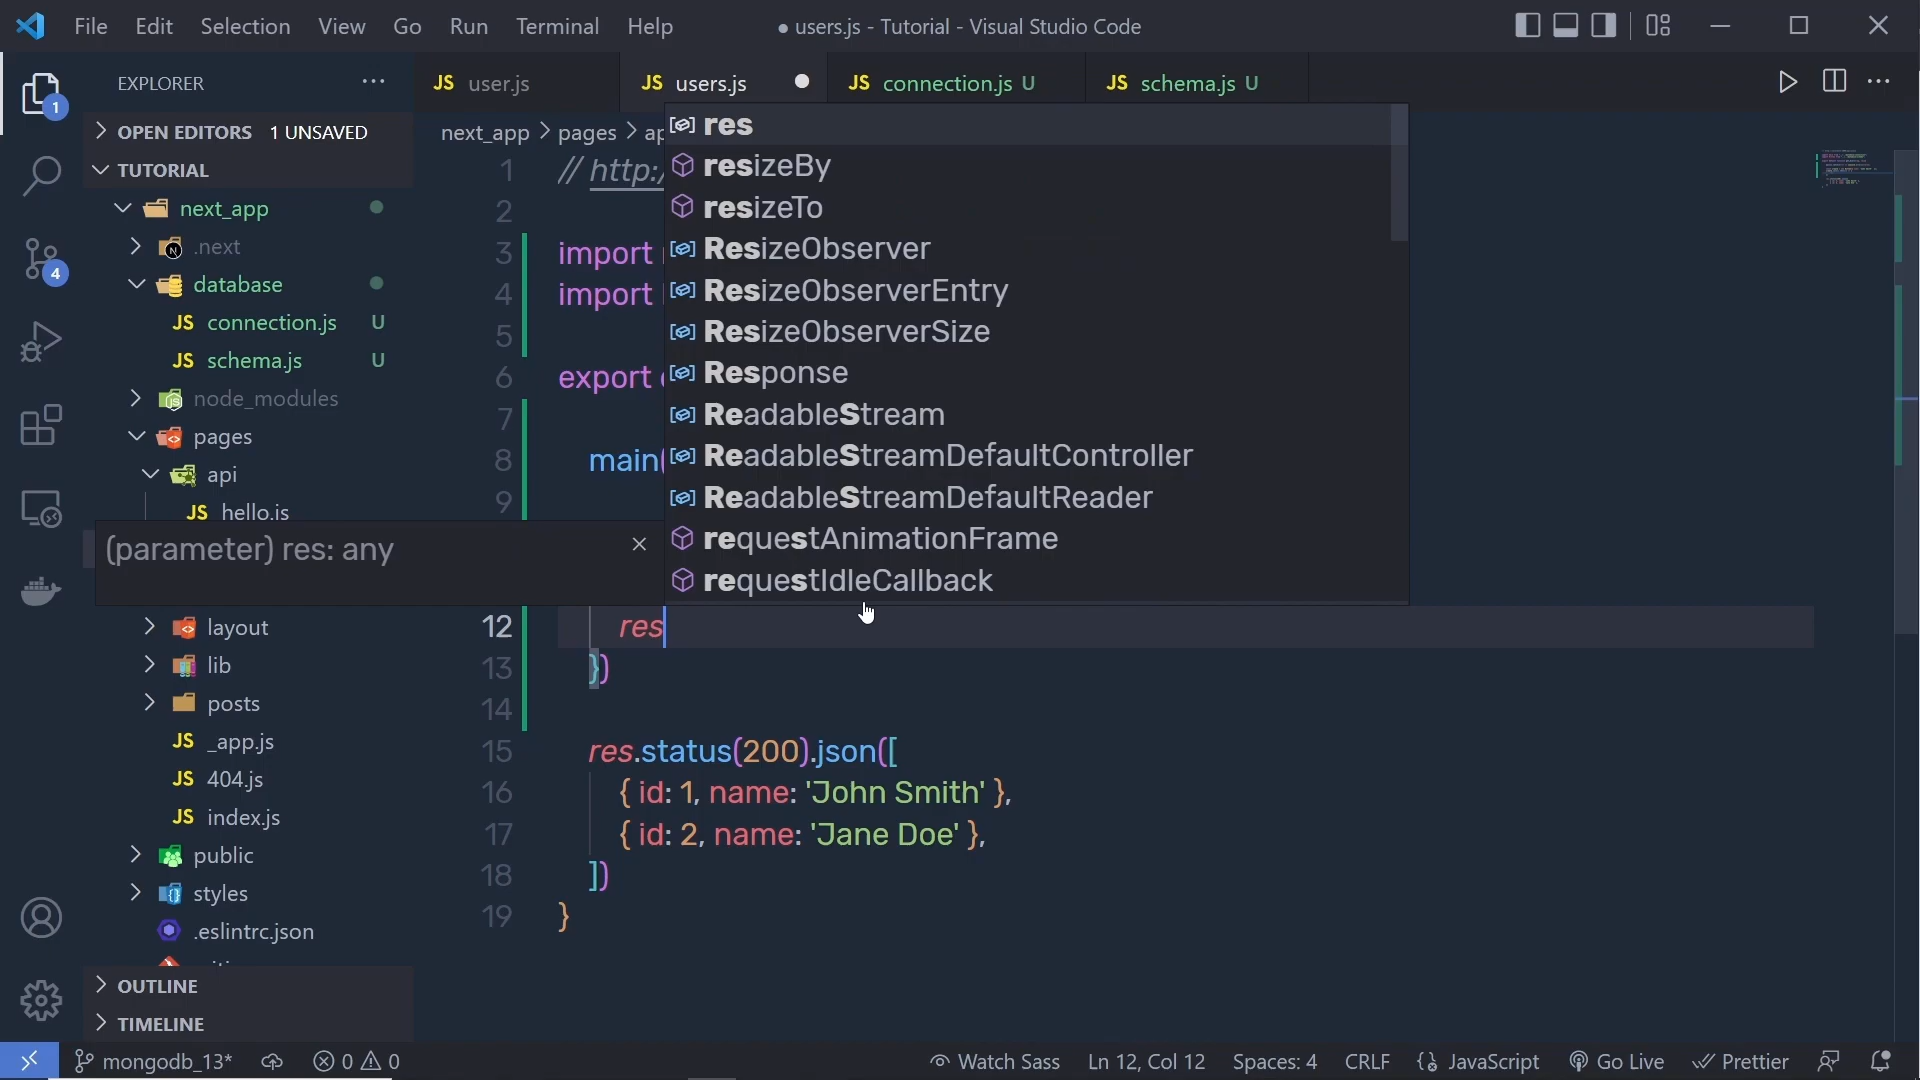 File Edit Selection View Go Run Terminal Help
● users.js - Tutorial - Visual Studio Code
EXPLORER
1
OPEN EDITORS 1 UNSAVED
TUTORIAL
next_app
.next
database
connection.js U
schema.js U
node_modules
pages
api
hello.js
layout
lib
posts
_app.js
404.js
index.js
public
styles
.eslintrc.json
OUTLINE
TIMELINE
4
JS user.js
JS users.js
JS connection.js U
JS schema.js U
next_app > pages >
1 // http:/
2
3 import
4 import
5
6 export
7
8 main(
9
res
resizeBy
resizeTo
ResizeObserver
ResizeObserverEntry
ResizeObserverSize
Response
ReadableStream
ReadableStreamDefaultController
ReadableStreamDefaultReader
requestAnimationFrame
requestIdleCallback
(parameter) res: any
12 res
13 })
14
15 res.status(200).json([
16 { id: 1, name: 'John Smith' },
17 { id: 2, name: 'Jane Doe' },
18 ])
19 }
mongodb_13* 0 0
Watch Sass Ln 12, Col 12 Spaces: 4 CRLF JavaScript Go Live Prettier